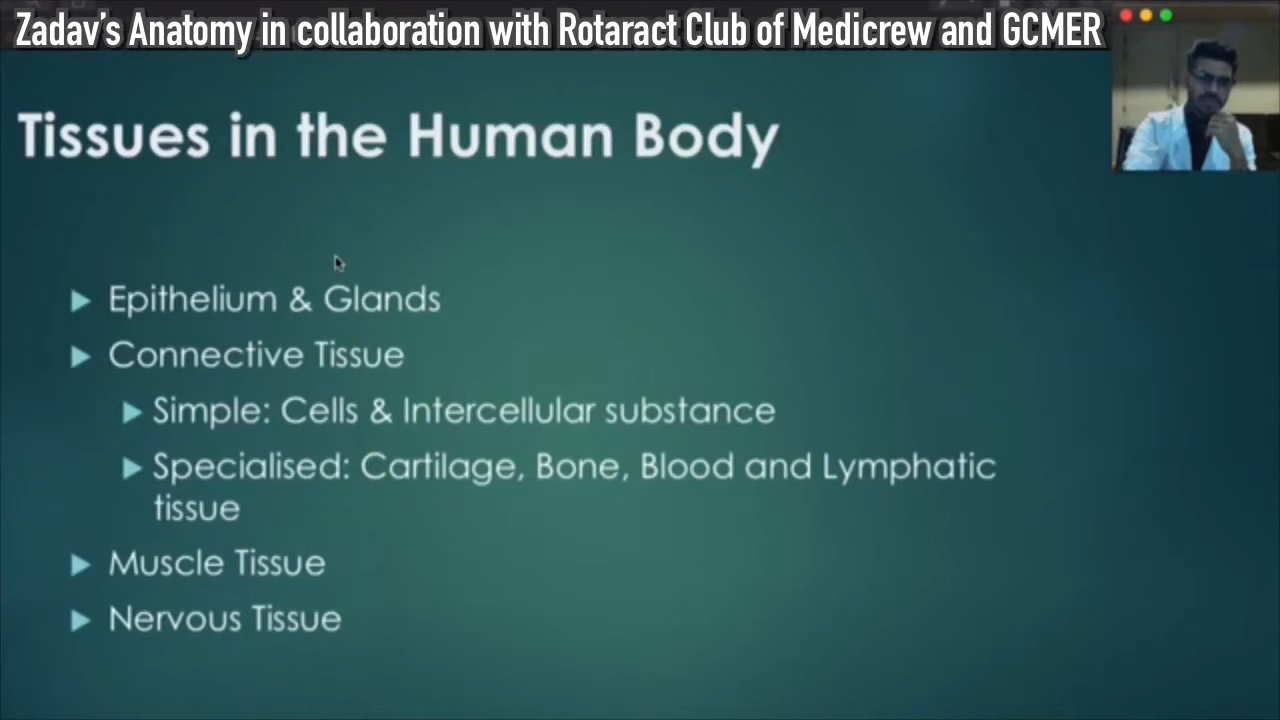 Zadav's Anatomy in collaboration with Rotaract Club of Medicrew and GCMER
Tissues in the Human Body
Epithelium & Glands
Connective Tissue
Simple: Cells & Intercellular substance
Specialised: Cartilage, Bone, Blood and Lymphatic
tissue
Muscle Tissue
Nervous Tissue